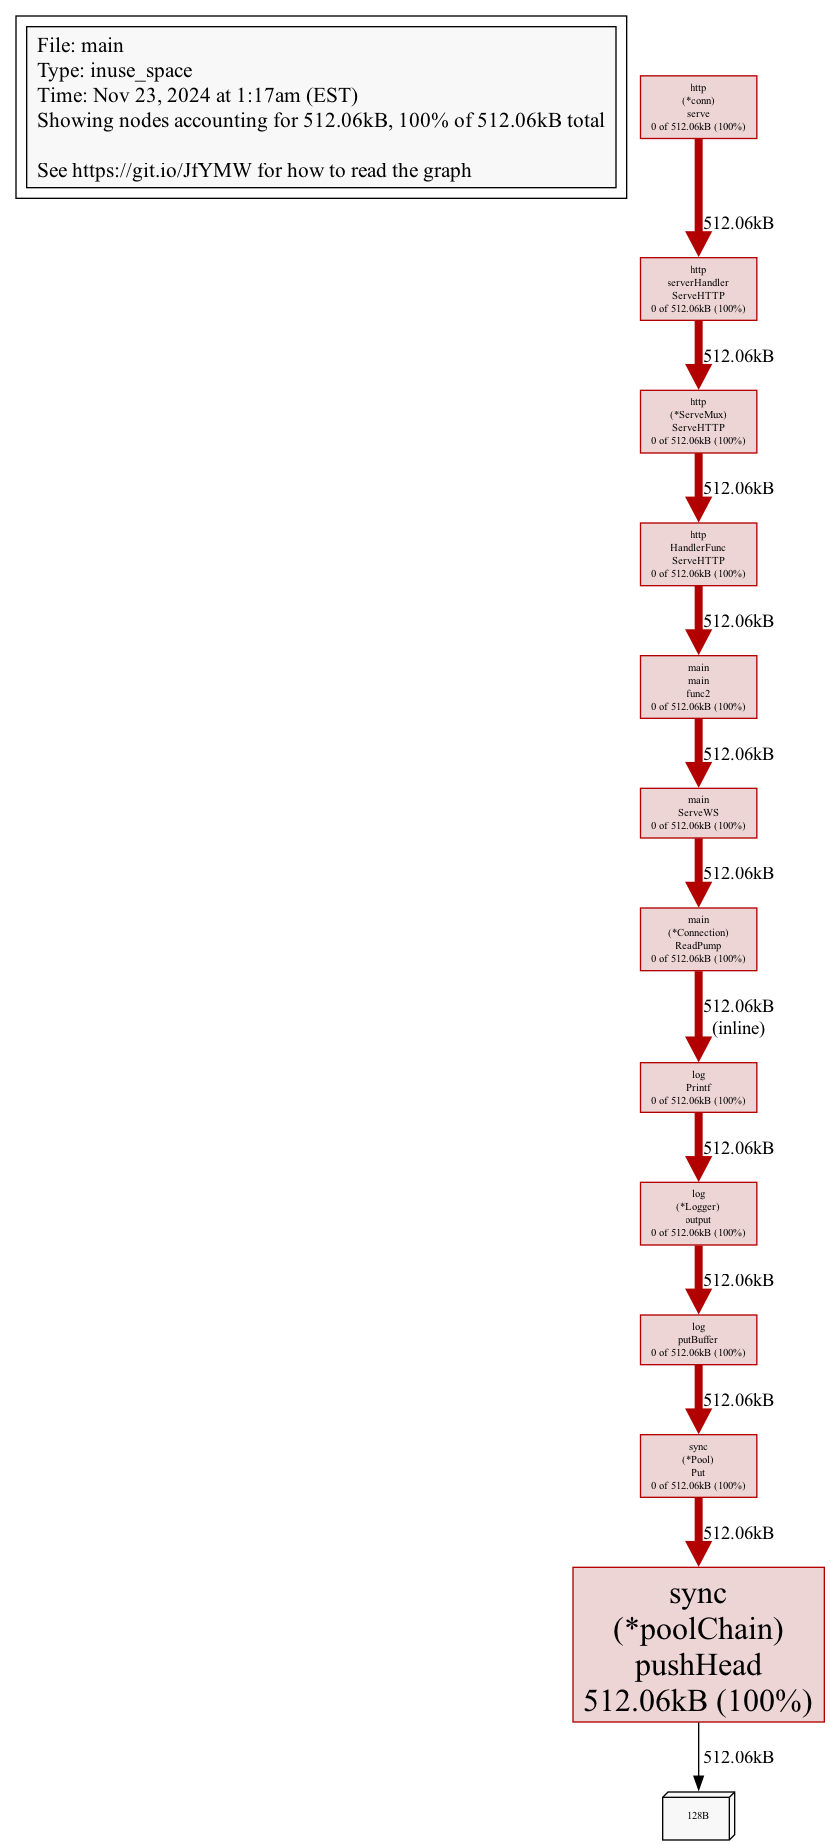 File: main
Type: inuse_space
Time: Nov 23, 2024 at 1:17am (EST)
Showing nodes accounting for 512.06kB, 100% of 512.06kB total
See https://git.io/JfYMW for how to read the graph
http
(*conn)
serve
0 of 512.06kB (100%)
512.06kB
http
serverHandler
ServeHTTP
0 of 512.06kB (100%)
512.06kB
http
(*ServeMux)
ServeHTTP
0 of 512.06kB (100%)
512.06kB
http
HandlerFunc
ServeHTTP
0 of 512.06kB (100%)
512.06kB
main
main
func2
0 of 512.06kB (100%)
512.06kB
main
ServeWS
0 of 512.06kB (100%)
512.06kB
main
(*Connection)
ReadPump
0 of 512.06kB (100%)
512.06kB
(inline)
log
Printf
0 of 512.06kB (100%)
512.06kB
log
(*Logger)
output
0 of 512.06kB (100%)
512.06kB
log
putBuffer
0 of 512.06kB (100%)
512.06kB
sync
(*Pool)
Put
0 of 512.06kB (100%)
512.06kB
sync
(*poolChain)
pushHead
512.06kB (100%)
512.06kB
128B